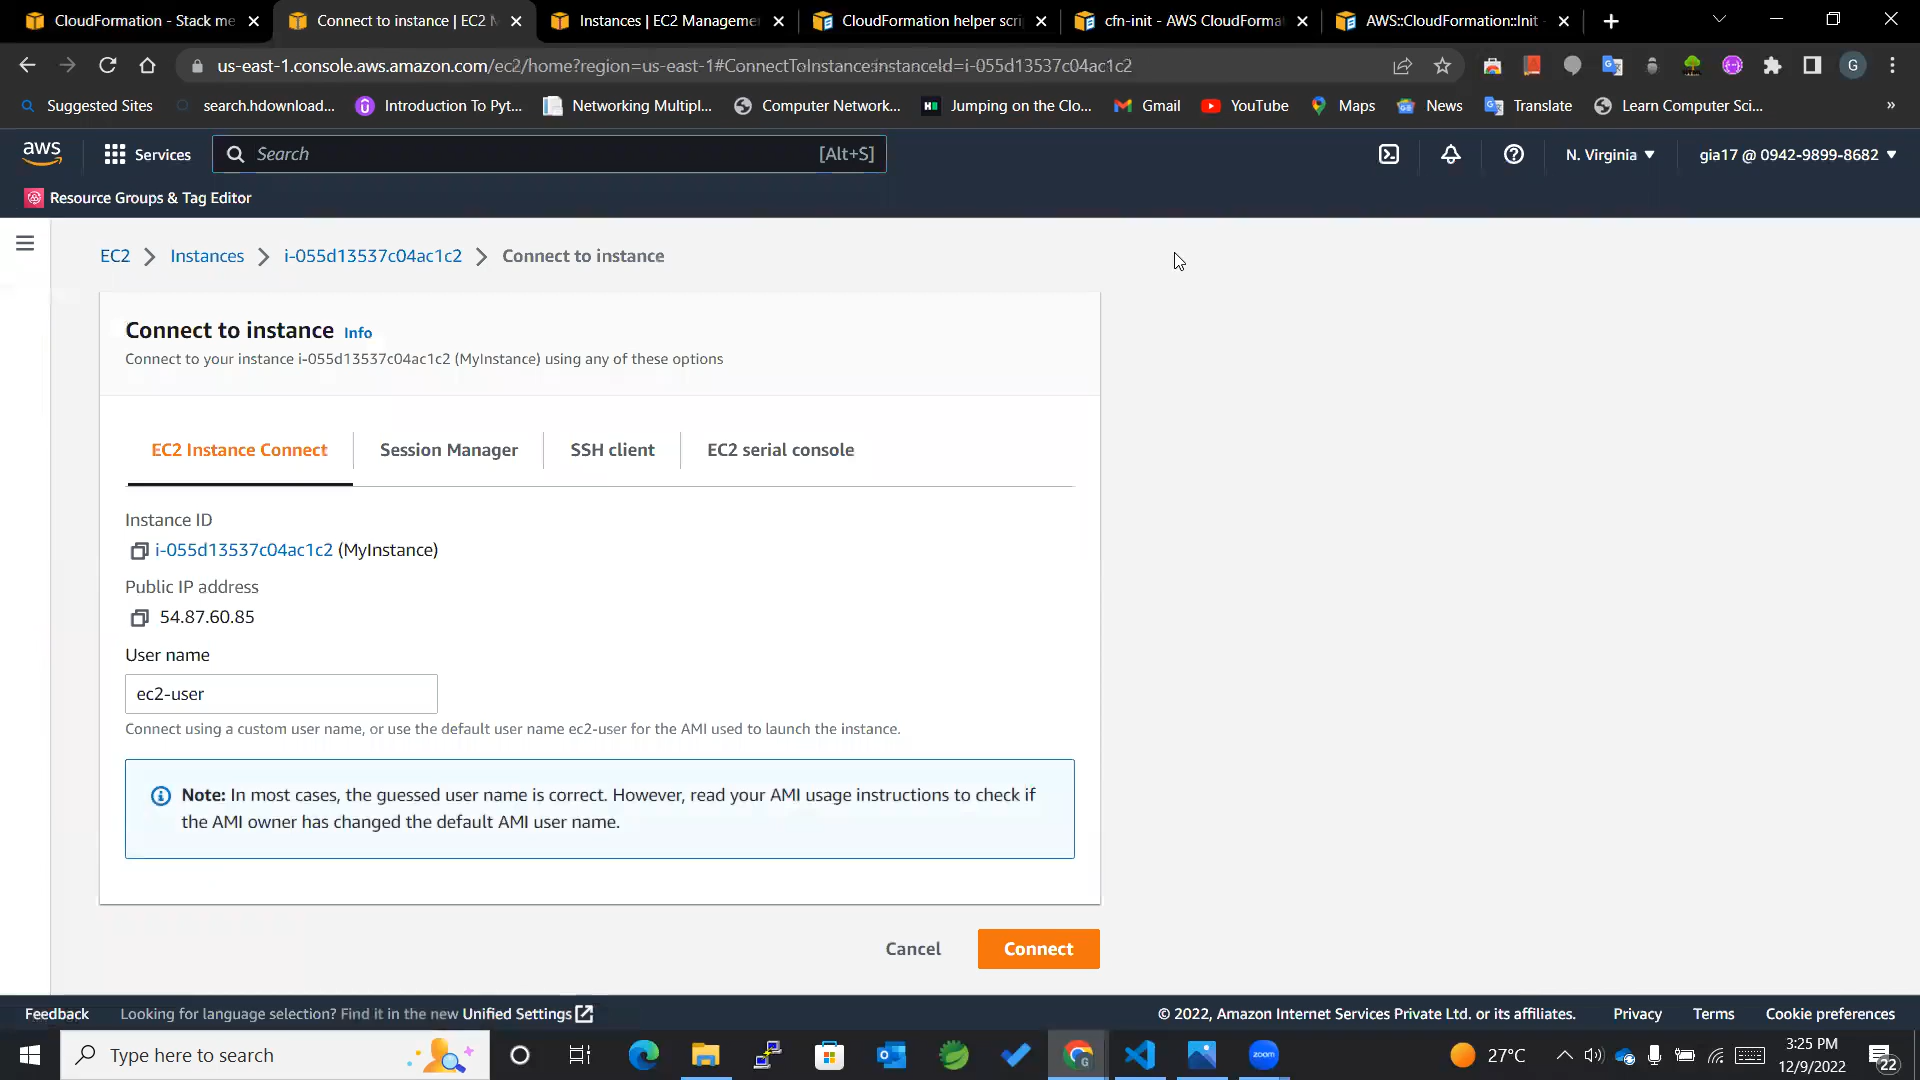 CloudFormation - Stack me
Connect to instance | EC2 M
Instances | EC2 Manageme
CloudFormation helper scri
cfn-init - AWS CloudForma
AWS::CloudFormation::Init -
us-east-1.console.aws.amazon.com/ec2/home?region=us-east-1#ConnectToInstance:instanceId=i-055d13537c04ac1c2
G
Suggested Sites
search.hdownload...
Introduction To Pyt...
Networking Multipl...
Computer Network...
Jumping on the Clo...
Gmail
YouTube
Maps
News
Translate
Learn Computer Sci...
»
aws
Services
Search
[Alt+S]
N. Virginia
gia17 @ 0942-9899-8682
Resource Groups & Tag Editor
EC2
Instances
i-055d13537c04ac1c2
Connect to instance
Connect to instance Info
Connect to your instance i-055d13537c04ac1c2 (MyInstance) using any of these options
EC2 Instance Connect
Session Manager
SSH client
EC2 serial console
Instance ID
i-055d13537c04ac1c2 (MyInstance)
Public IP address
54.87.60.85
User name
ec2-user
Connect using a custom user name, or use the default user name ec2-user for the AMI used to launch the instance.
Note: In most cases, the guessed user name is correct. However, read your AMI usage instructions to check if
the AMI owner has changed the default AMI user name.
Cancel
Connect
Feedback
Looking for language selection? Find it in the new Unified Settings
© 2022, Amazon Internet Services Private Ltd. or its affiliates.
Privacy
Terms
Cookie preferences
Type here to search
zoom
27°C
3:25 PM
12/9/2022
22